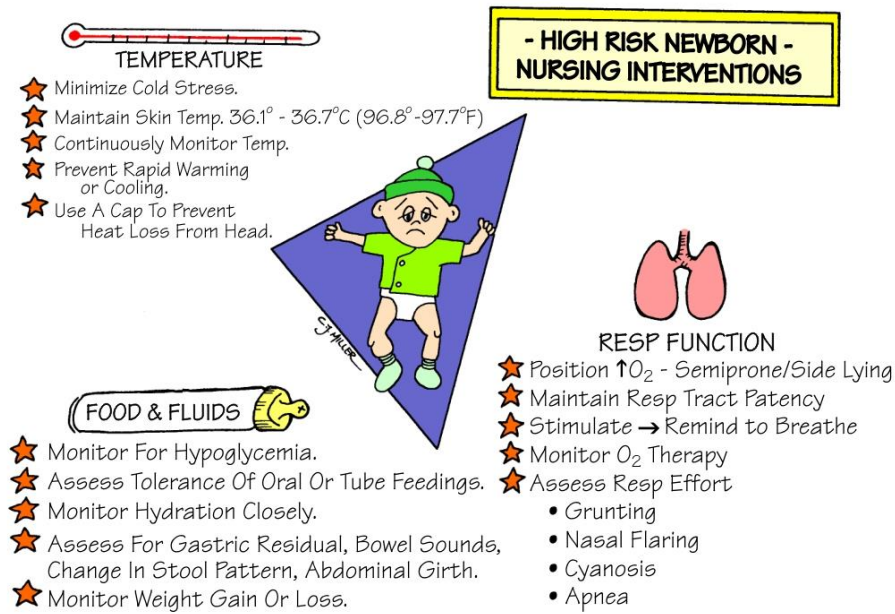 - HIGH RISK NEWBORN -
NURSING INTERVENTIONS
TEMPERATURE
Minimize Cold Stress.
Maintain Skin Temp. 36.1° - 36.7°C (96.8°-97.7°F)
Continuously Monitor Temp.
Prevent Rapid Warming
or Cooling.
Use A Cap To Prevent
Heat Loss From Head.
C.J. MILLER
RESP FUNCTION
Position ↑O₂ - Semiprone/Side Lying
Maintain Resp Tract Patency
Stimulate → Remind to Breathe
Monitor O₂ Therapy
Assess Resp Effort
• Grunting
• Nasal Flaring
• Cyanosis
• Apnea
FOOD & FLUIDS
Monitor For Hypoglycemia.
Assess Tolerance Of Oral Or Tube Feedings.
Monitor Hydration Closely.
Assess For Gastric Residual, Bowel Sounds,
Change In Stool Pattern, Abdominal Girth.
Monitor Weight Gain Or Loss.